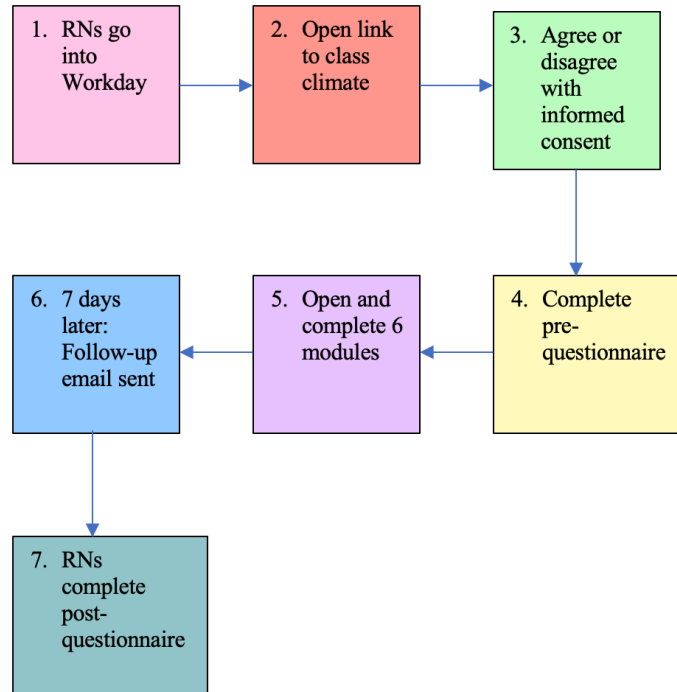 1. RNs go
into
Workday
2. Open link
to class
climate
3. Agree or
disagree
with
informed
consent
4. Complete
pre-
questionnaire
5. Open and
complete 6
modules
6. 7 days
later:
Follow-up
email sent
7. RNs
complete
post-
questionnaire